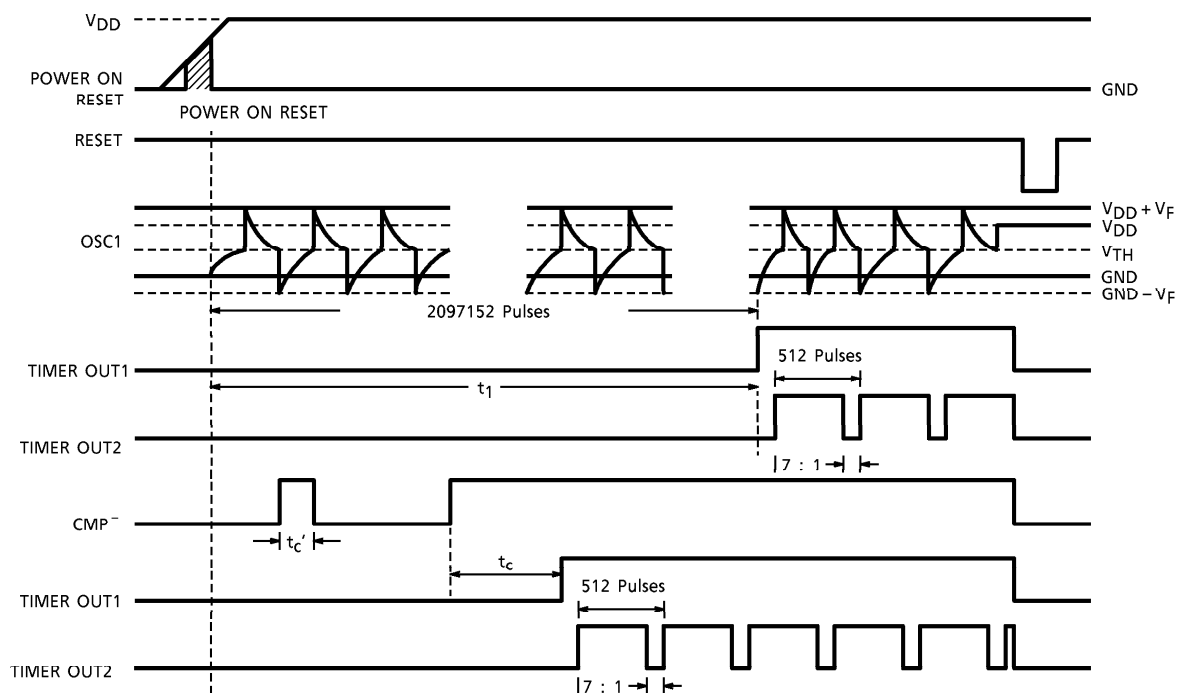 VDD
POWER ON
RESET
GND
POWER ON RESET
RESET
OSC1
VDD + VF
VDD
VTH
GND
GND − VF
2097152 Pulses
TIMER OUT1
t1
512 Pulses
TIMER OUT2
7 : 1
CMP−
tc'
tc
TIMER OUT1
512 Pulses
TIMER OUT2
7 : 1